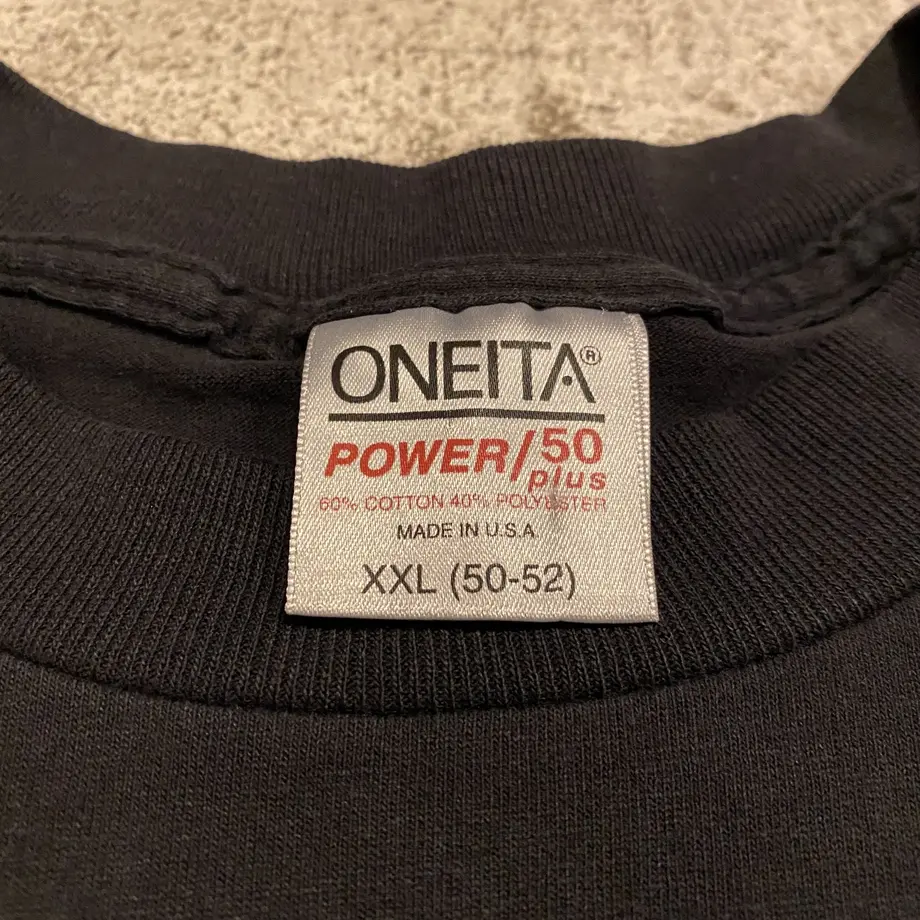 ONEITA®
POWER/50
plus
60% COTTON 40% POLYESTER
MADE IN U.S.A
XXL (50-52)